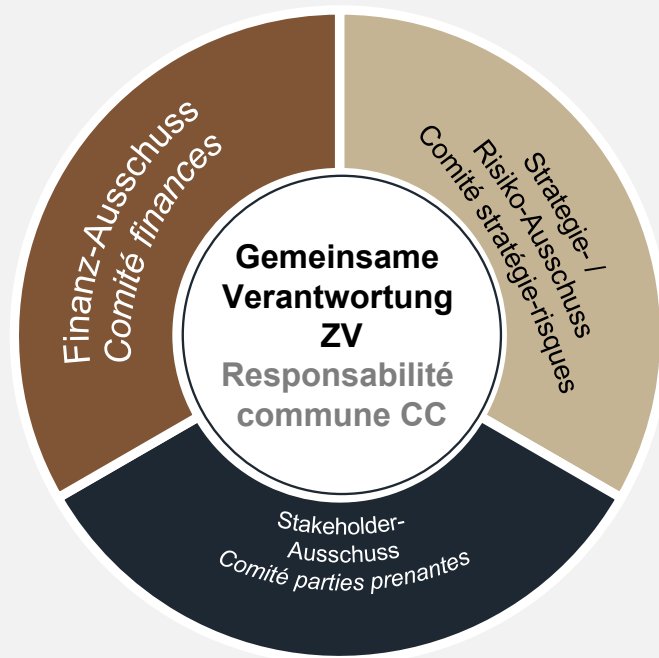 Finanz-Ausschuss
Comité finances
Strategie- /
Risiko-Ausschuss
Comité stratégie-risques
Gemeinsame
Verantwortung
ZV
Responsabilité
commune CC
Stakeholder-
Ausschuss
Comité parties prenantes